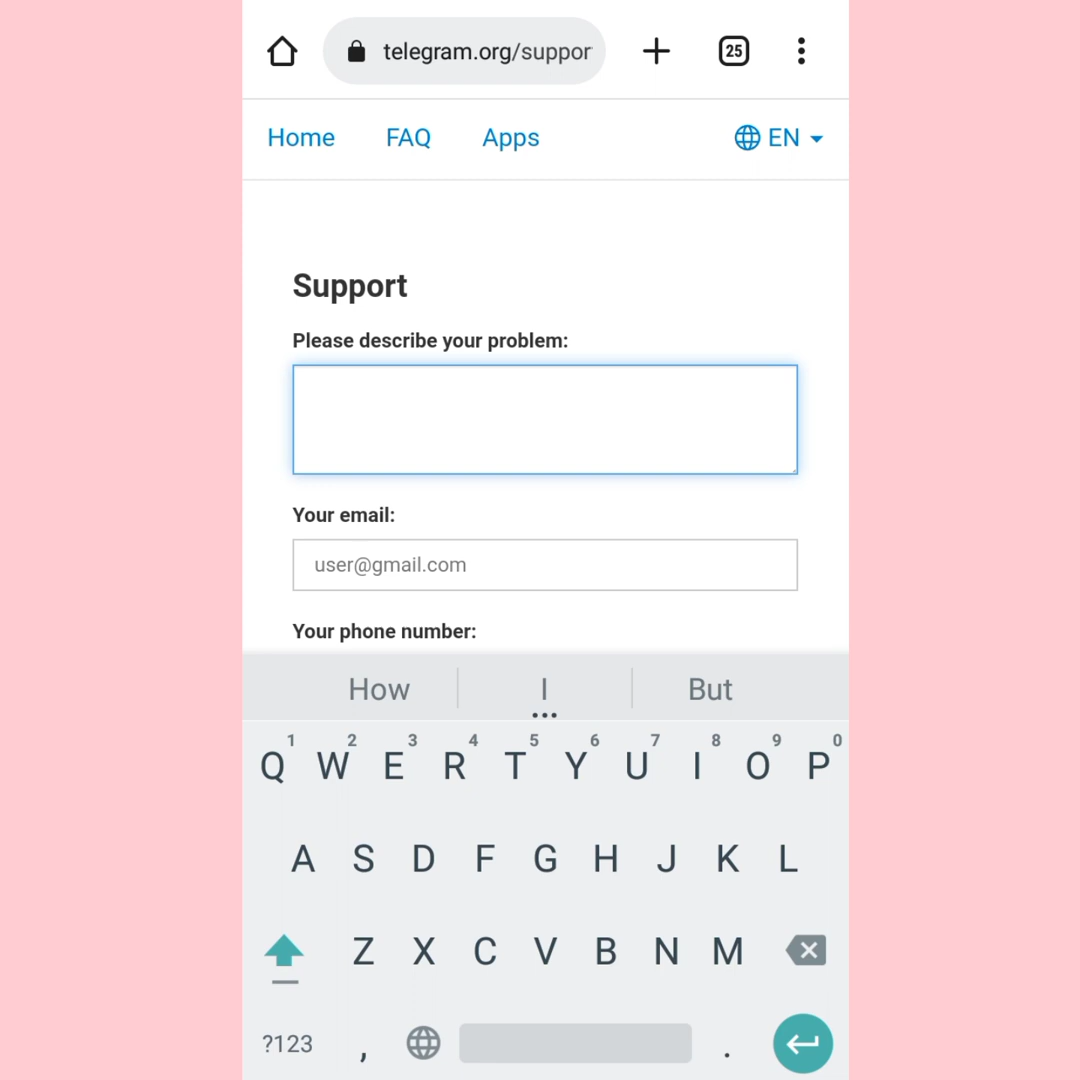 telegram.org/suppor
25
Home FAQ Apps EN
Support
Please describe your problem:
Your email:
user@gmail.com
Your phone number:
How I But
1 2 3 4 5 6 7 8 9 0
Q W E R T Y U I O P
A S D F G H J K L
Z X C V B N M
?123 , .